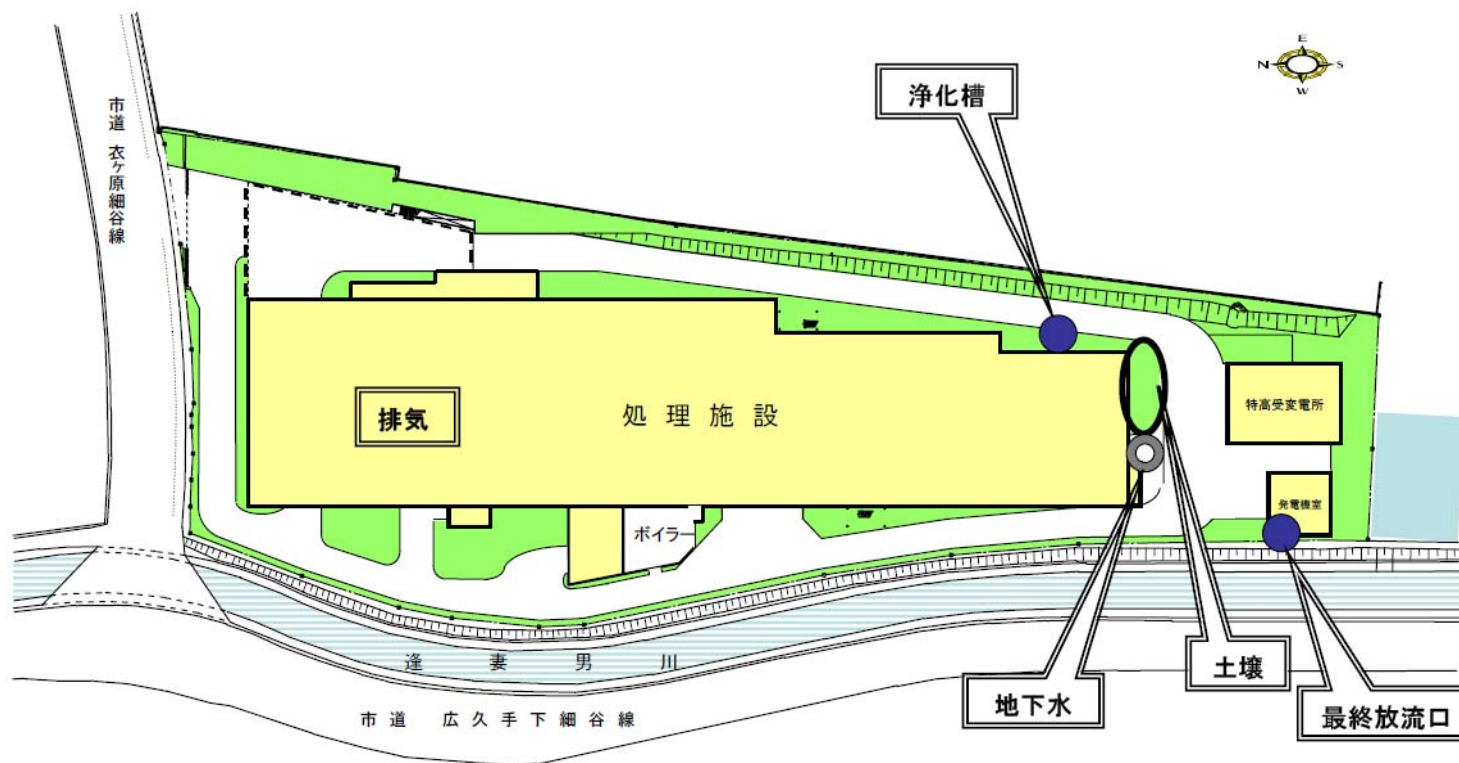 E
N
S
W
浄化槽
市道 衣ヶ原細谷線
排気
処理施設
特高受変電所
発電機室
ボイラー
逢妻男川
土壌
地下水
最終放流口
市道 広久手下細谷線